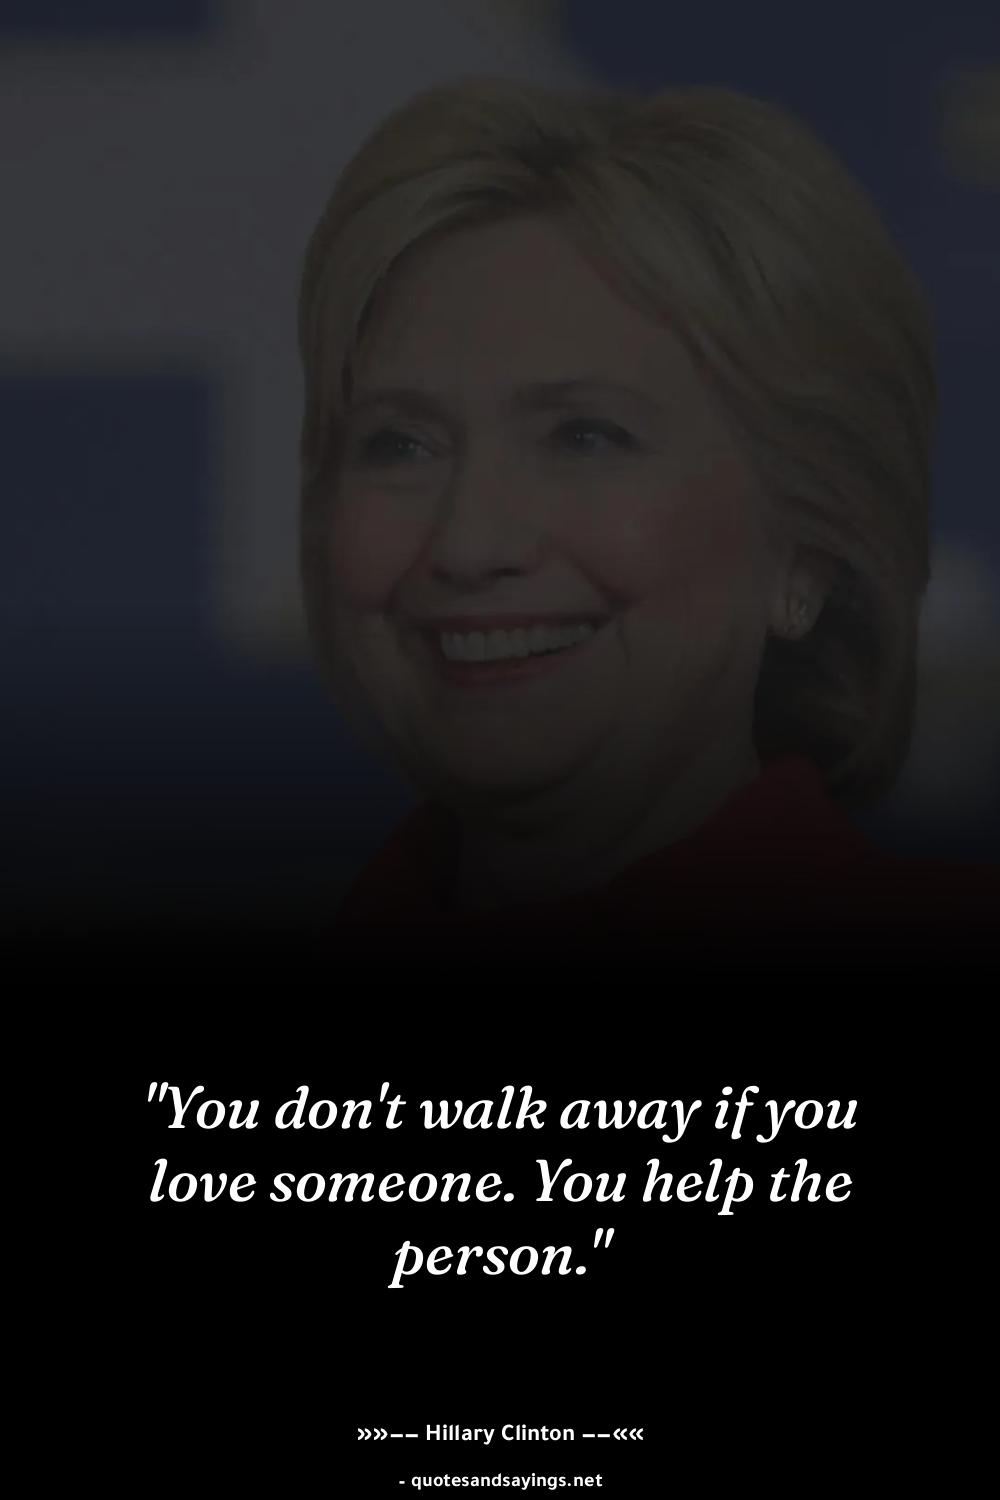 "You don't walk away if you
love someone. You help the
person."
»»–– Hillary Clinton ––««
- quotesandsayings.net